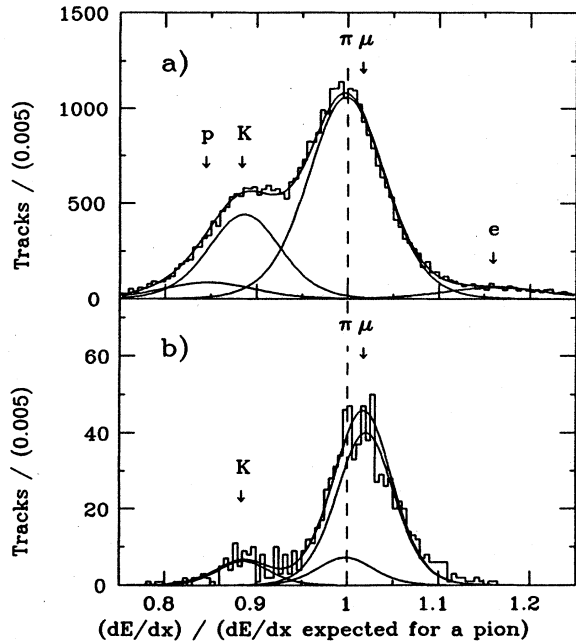 1500
1000
500
0
Tracks / (0.005)
a)
p
K
π μ
e
60
40
20
0
Tracks / (0.005)
b)
K
π μ
0.8 0.9 1 1.1 1.2
(dE/dx) / (dE/dx expected for a pion)